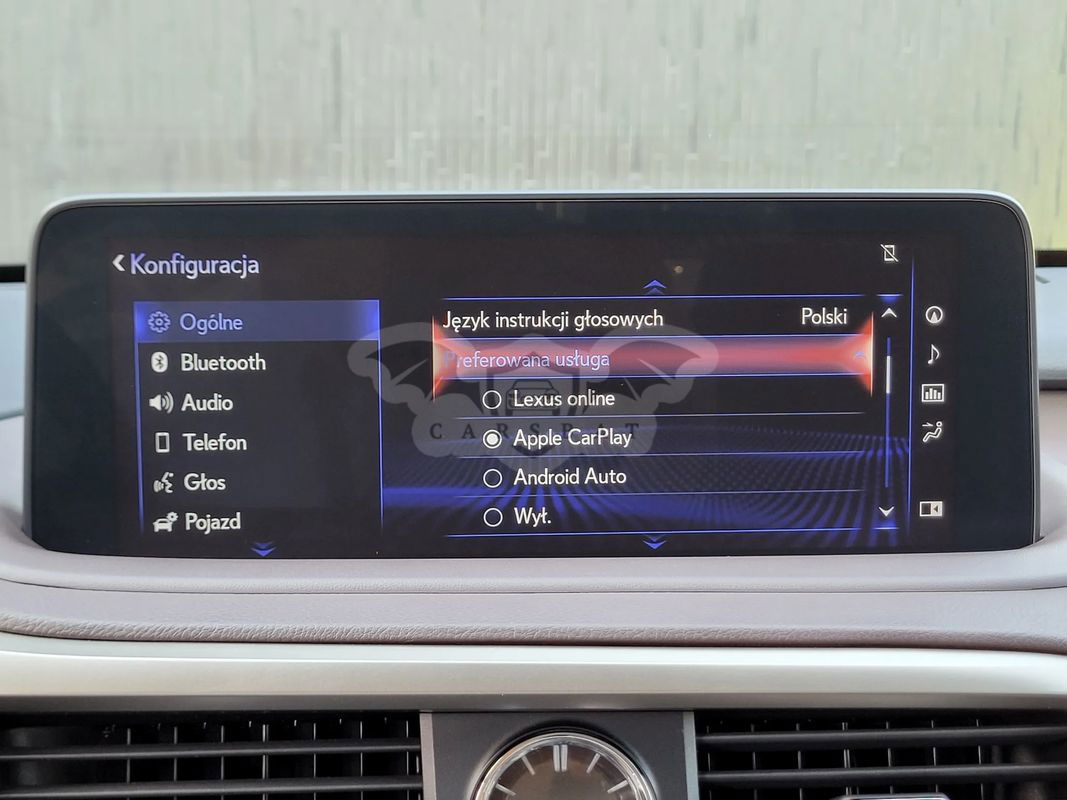 Konfiguracja
Ogólne
Bluetooth
Audio
Telefon
Głos
Pojazd
Język instrukcji głosowych Polski
Preferowana usługa
Lexus online
Apple CarPlay
Android Auto
Wył.
CARSBAT